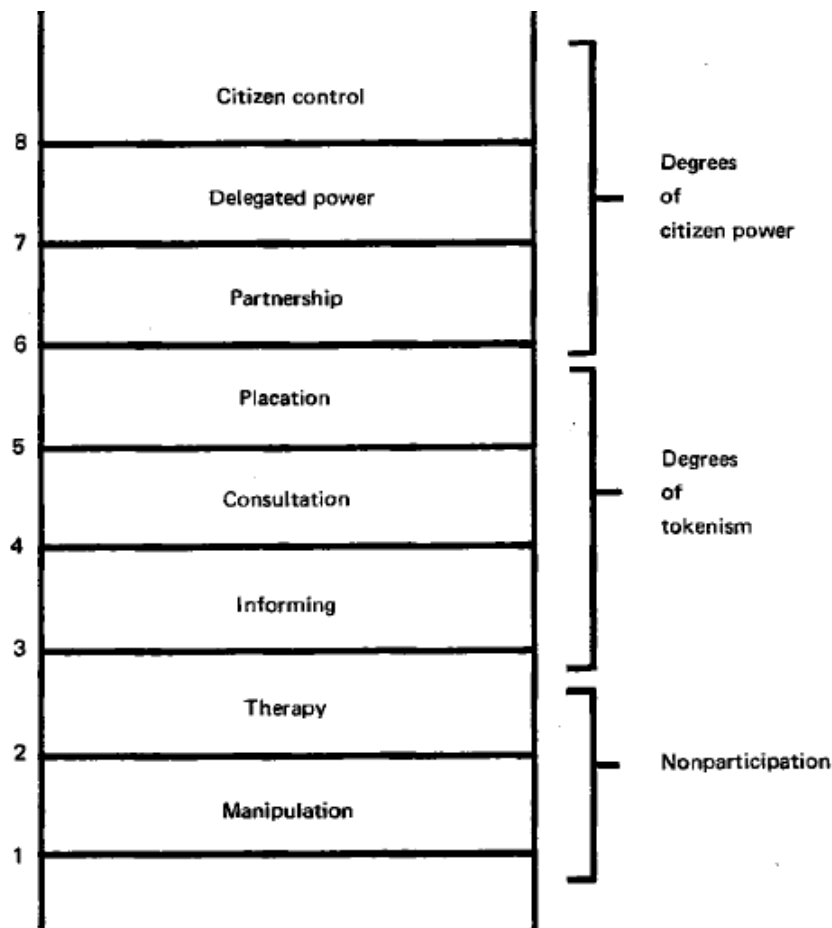 Citizen control
8
Delegated power
7
Partnership
6
Placation
5
Consultation
4
Informing
3
Therapy
2
Manipulation
1
Degrees
of
citizen power
Degrees
of
tokenism
Nonparticipation